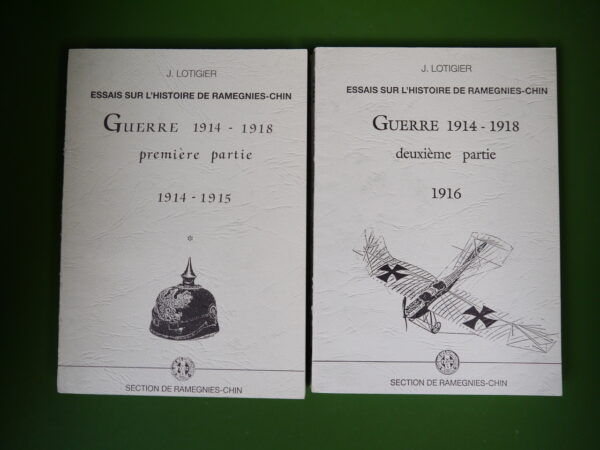 J. LOTIGIER
ESSAIS SUR L'HISTOIRE DE RAMEGNIES-CHIN
GUERRE 1914 - 1918
première partie
1914 - 1915
*
SECTION DE RAMEGNIES-CHIN
J. LOTIGIER
ESSAIS SUR L'HISTOIRE DE RAMEGNIES-CHIN
GUERRE 1914 - 1918
deuxième partie
1916
SECTION DE RAMEGNIES-CHIN